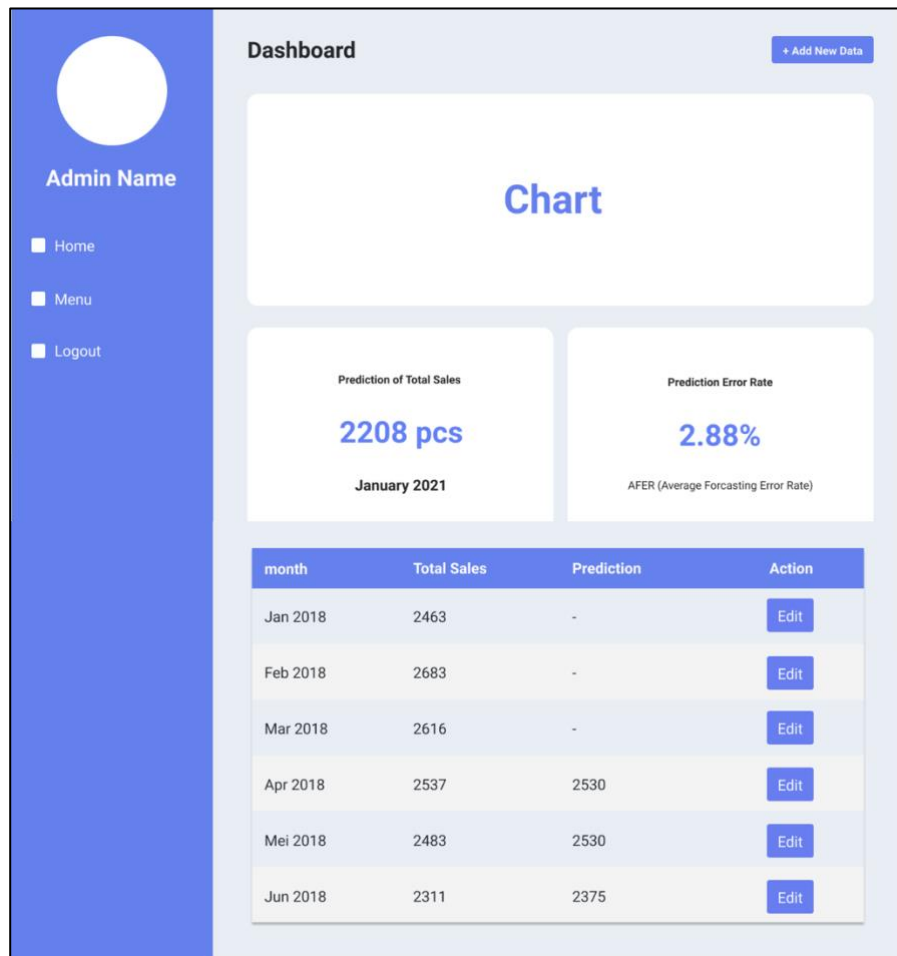 Admin Name
Home
Menu
Logout
Dashboard
+ Add New Data
Chart
Prediction of Total Sales
2208 pcs
January 2021
Prediction Error Rate
2.88%
AFER (Average Forcasting Error Rate)
month Total Sales Prediction Action
Jan 2018 2463 - Edit
Feb 2018 2683 - Edit
Mar 2018 2616 - Edit
Apr 2018 2537 2530 Edit
Mei 2018 2483 2530 Edit
Jun 2018 2311 2375 Edit